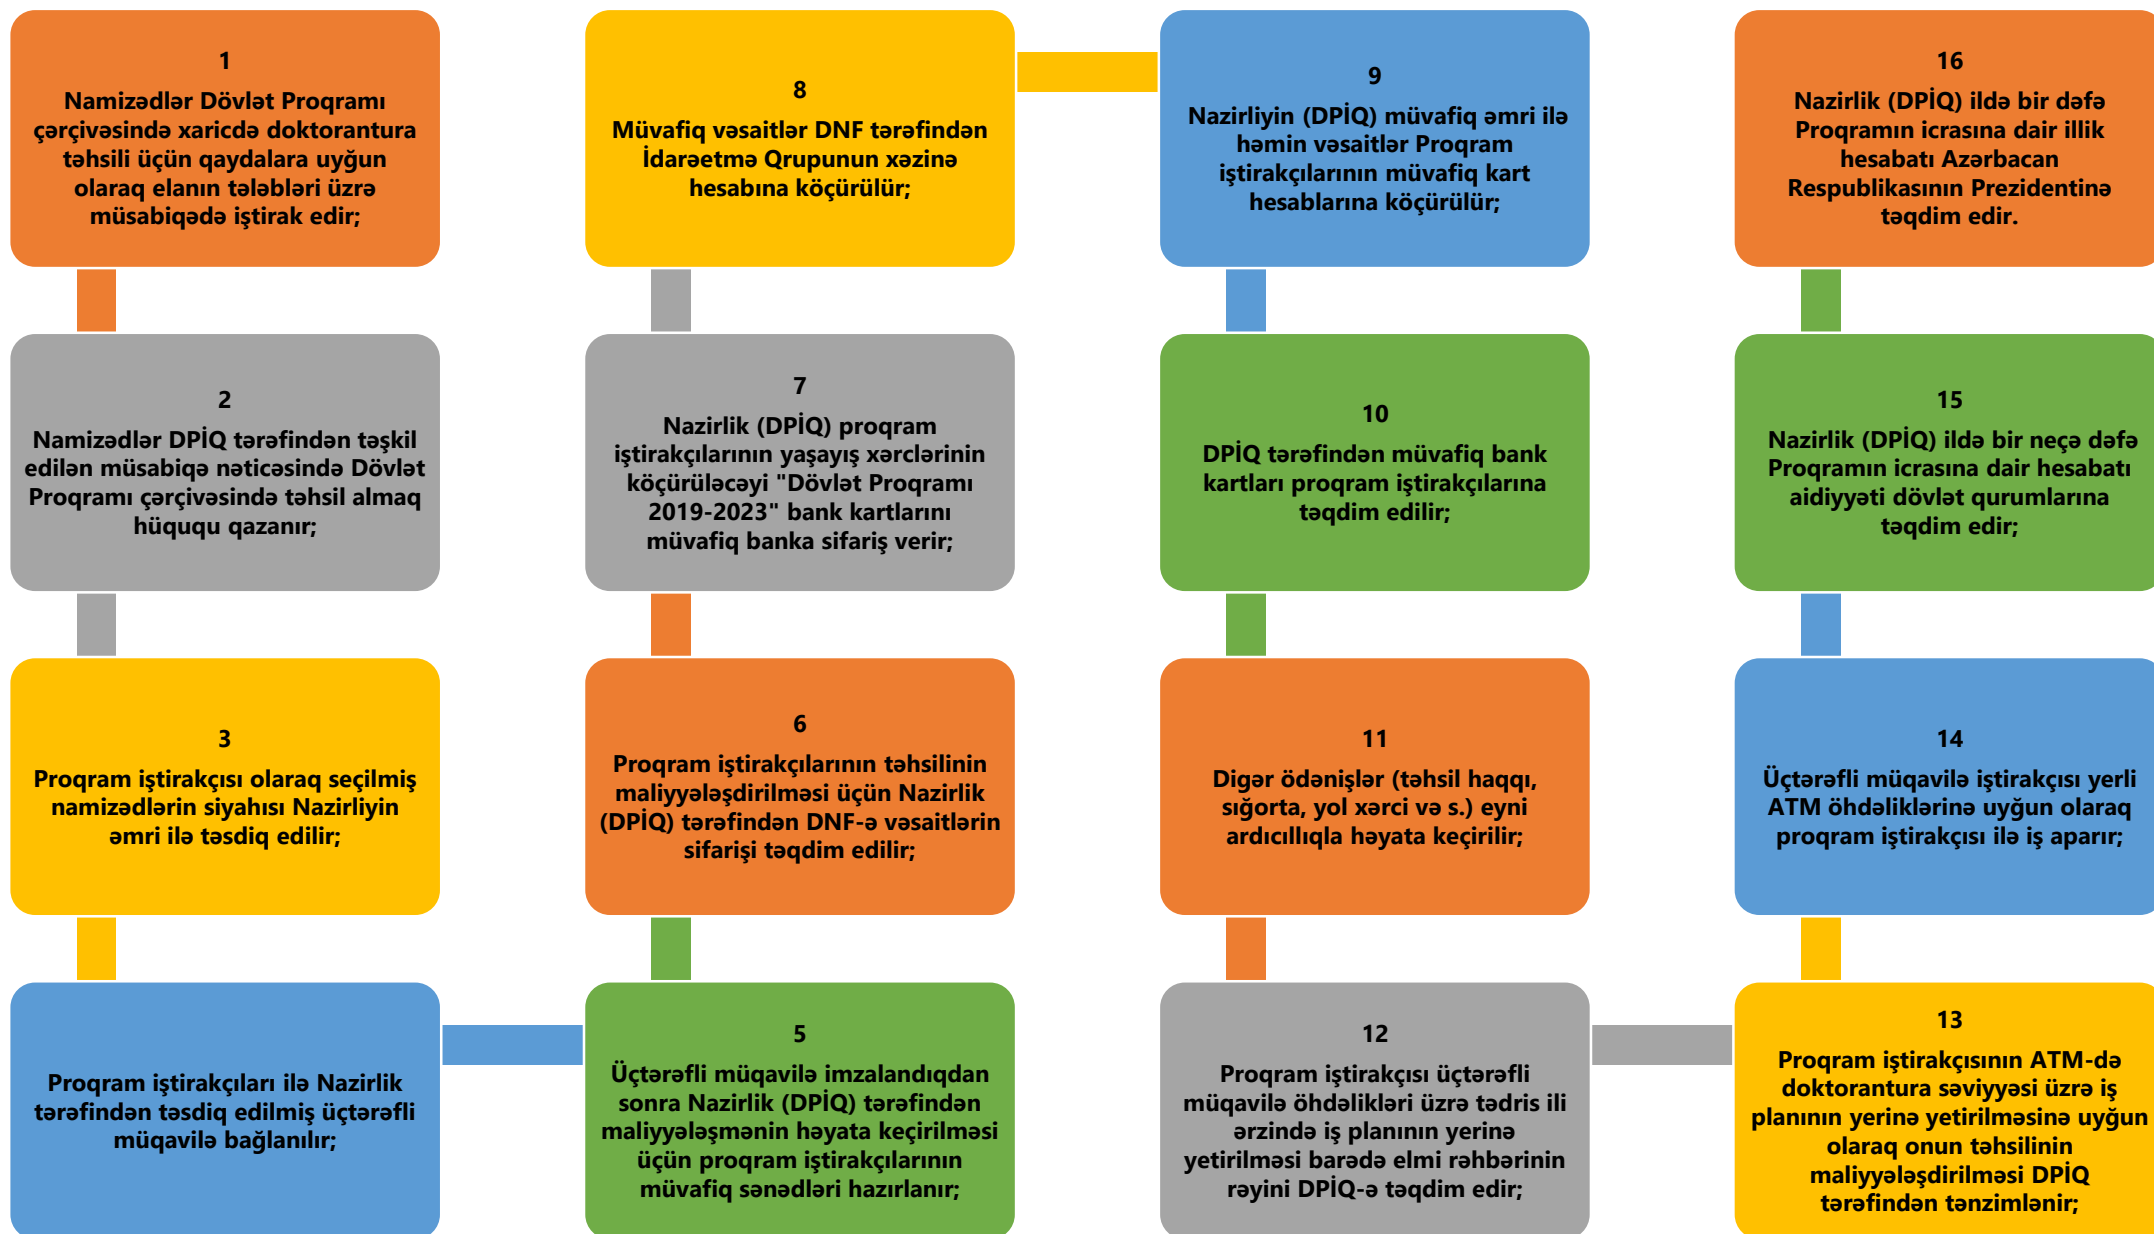 1
Namizədlər Dövlət Proqramı
çərçivəsində xaricdə doktorantura
təhsili üçün qaydalara uyğun
olaraq elanın tələbləri üzrə
müsabiqədə iştirak edir;
2
Namizədlər DPİQ tərəfindən təşkil
edilən müsabiqə nəticəsində Dövlət
Proqramı çərçivəsində təhsil almaq
hüququ qazanır;
3
Proqram iştirakçısı olaraq seçilmiş
namizədlərin siyahısı Nazirliyin
əmri ilə təsdiq edilir;
Proqram iştirakçıları ilə Nazirlik
tərəfindən təsdiq edilmiş üçtərəfli
müqavilə bağlanılır;
5
Üçtərəfli müqavilə imzalandıqdan
sonra Nazirlik (DPİQ) tərəfindən
maliyyələşmənin həyata keçirilməsi
üçün proqram iştirakçılarının
müvafiq sənədləri hazırlanır;
6
Proqram iştirakçılarının təhsilinin
maliyyələşdirilməsi üçün Nazirlik
(DPİQ) tərəfindən DNF-ə vəsaitlərin
sifarişi təqdim edilir;
7
Nazirlik (DPİQ) proqram
iştirakçılarının yaşayış xərclərinin
köçürüləcəyi "Dövlət Proqramı
2019-2023" bank kartlarını
müvafiq banka sifariş verir;
8
Müvafiq vəsaitlər DNF tərəfindən
İdarəetmə Qrupunun xəzinə
hesabına köçürülür;
9
Nazirliyin (DPİQ) müvafiq əmri ilə
həmin vəsaitlər Proqram
iştirakçılarının müvafiq kart
hesablarına köçürülür;
10
DPİQ tərəfindən müvafiq bank
kartları proqram iştirakçılarına
təqdim edilir;
11
Digər ödənişlər (təhsil haqqı,
sığorta, yol xərci və s.) eyni
ardıcıllıqla həyata keçirilir;
12
Proqram iştirakçısı üçtərəfli
müqavilə öhdəlikləri üzrə tədris ili
ərzində iş planının yerinə
yetirilməsi barədə elmi rəhbərinin
rəyini DPİQ-ə təqdim edir;
13
Proqram iştirakçısının ATM-də
doktorantura səviyyəsi üzrə iş
planının yerinə yetirilməsinə uyğun
olaraq onun təhsilinin
maliyyələşdirilməsi DPİQ
tərəfindən tənzimlənir;
14
Üçtərəfli müqavilə iştirakçısı yerli
ATM öhdəliklərinə uyğun olaraq
proqram iştirakçısı ilə iş aparır;
15
Nazirlik (DPİQ) ildə bir neçə dəfə
Proqramın icrasına dair hesabatı
aidiyyəti dövlət qurumlarına
təqdim edir;
16
Nazirlik (DPİQ) ildə bir dəfə
Proqramın icrasına dair illik
hesabatı Azərbacan
Respublikasının Prezidentinə
təqdim edir.